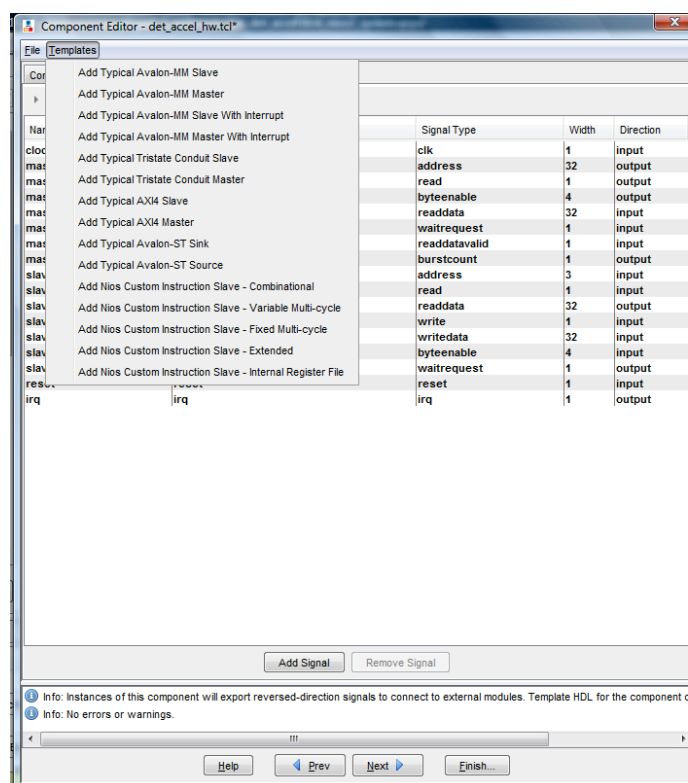 Component Editor - det_accel_hw.tcl*
File Templates
Add Typical Avalon-MM Slave
Add Typical Avalon-MM Master
Add Typical Avalon-MM Slave With Interrupt
Add Typical Avalon-MM Master With Interrupt
Add Typical Tristate Conduit Slave
Add Typical Tristate Conduit Master
Add Typical AXI4 Slave
Add Typical AXI4 Master
Add Typical Avalon-ST Sink
Add Typical Avalon-ST Source
Add Nios Custom Instruction Slave - Combinational
Add Nios Custom Instruction Slave - Variable Multi-cycle
Add Nios Custom Instruction Slave - Fixed Multi-cycle
Add Nios Custom Instruction Slave - Extended
Add Nios Custom Instruction Slave - Internal Register File
Signal Type Width Direction
clk 1 input
address 32 output
read 1 output
byteenable 4 output
readdata 32 input
waitrequest 1 input
readdatavalid 1 input
burstcount 1 output
address 3 input
read 1 input
readdata 32 output
write 1 input
writedata 32 input
byteenable 4 input
waitrequest 1 output
reset reset reset 1 input
irq irq irq 1 output
Add Signal Remove Signal
Info: Instances of this component will export reversed-direction signals to connect to external modules. Template HDL for the component
Info: No errors or warnings.
Help Prev Next Finish...